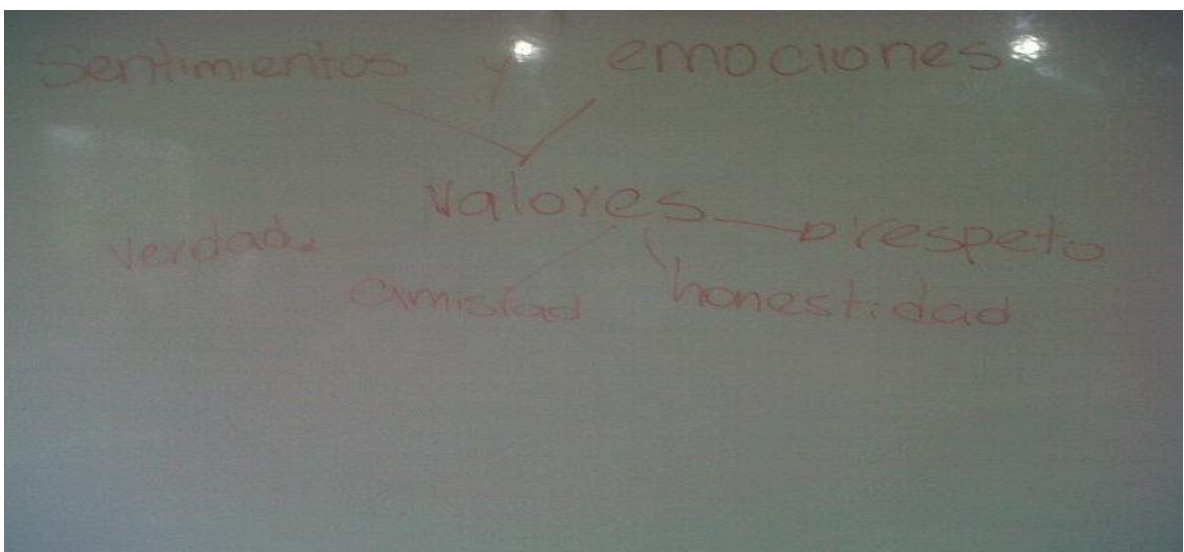 Sentimientos y emociones
Valores respeto
verdad
amistad honestidad